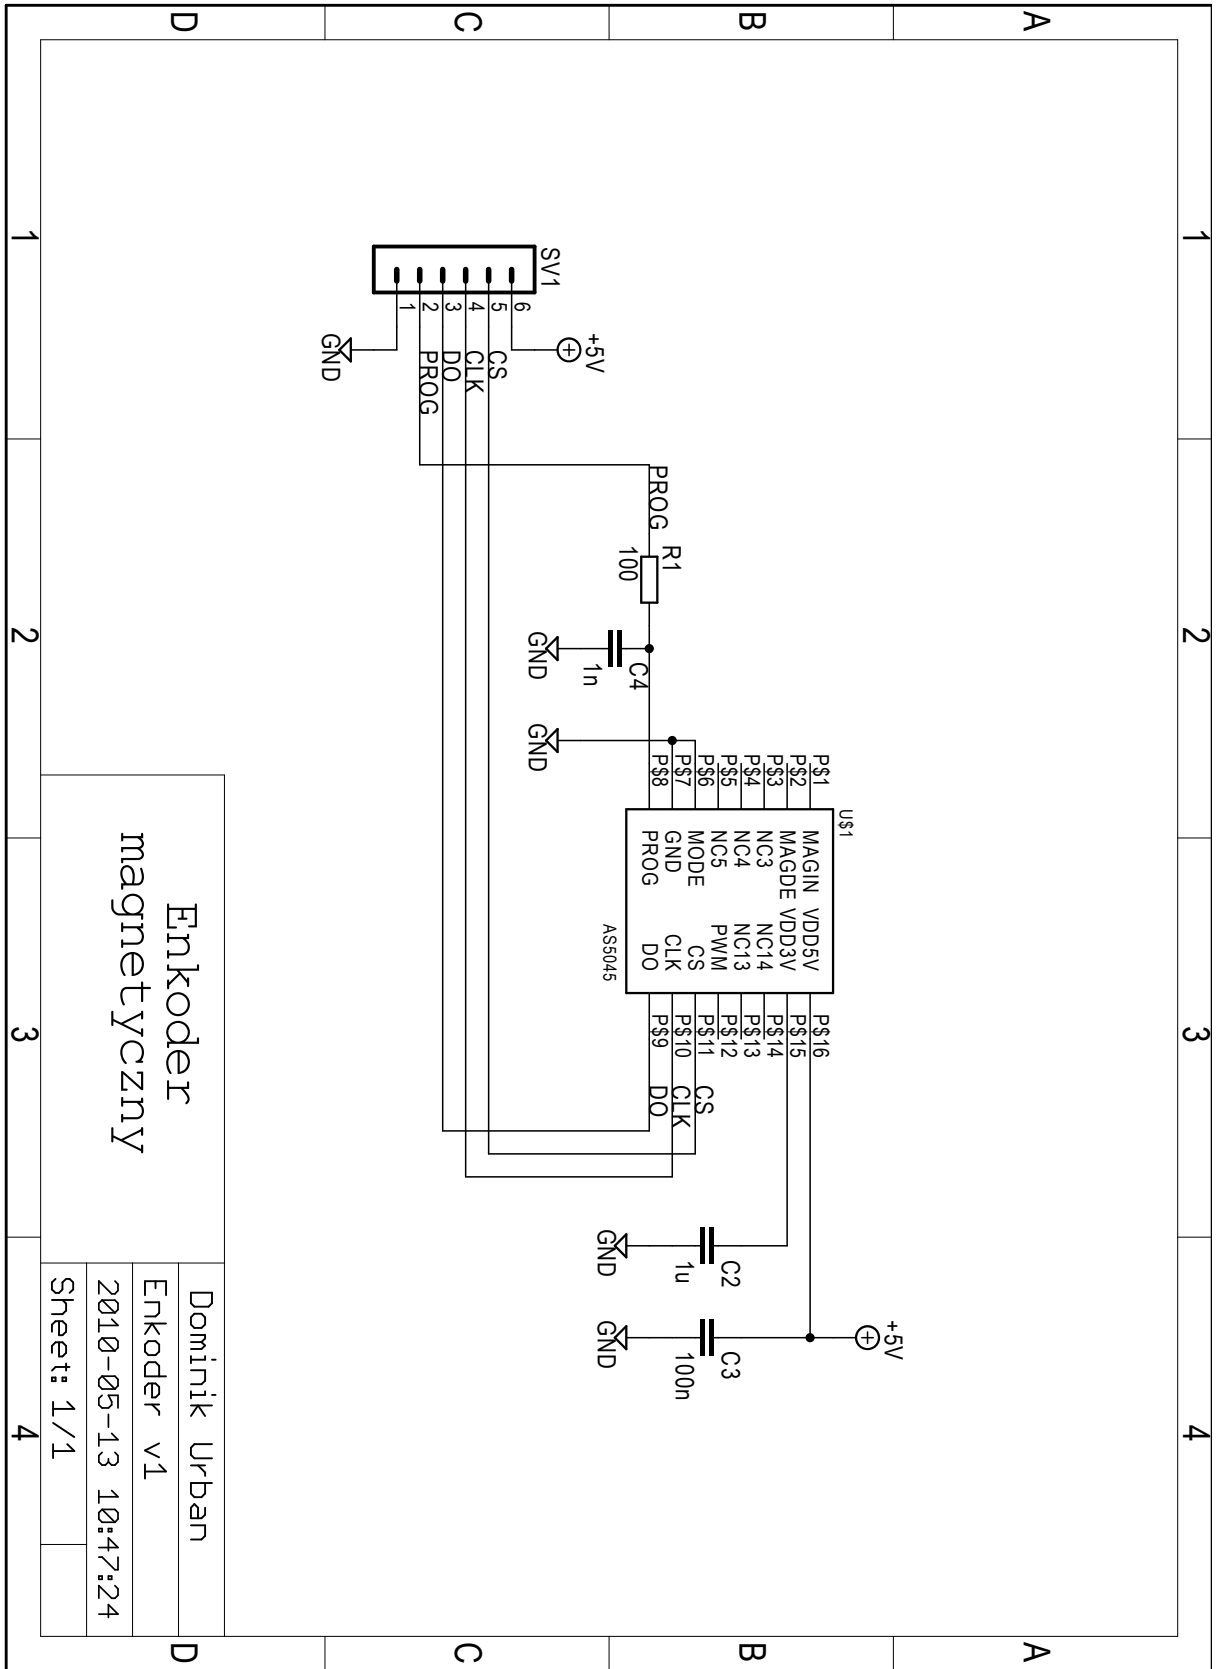 1
2
3
4
A
A
B
B
C
C
D
D
1
2
3
4
+5V
U$1
P$1
MAGIN
VDD5V
P$16
P$2
MAGDE
VDD3V
P$15
P$3
NC3
NC14
P$14
P$4
NC4
NC13
P$13
P$5
NC5
PWM
P$12
P$6
MODE
CS
P$11
CS
P$7
GND
CLK
P$10
CLK
P$8
PROG
DO
P$9
DO
AS5045
C2
1u
GND
C3
100n
GND
PROG
R1
100
C4
1n
GND
GND
+5V
SV1
6
5
CS
4
CLK
3
DO
2
PROG
1
GND
Enkoder
magnetyczny
Dominik Urban
Enkoder v1
2010-05-13 10:47:24
Sheet: 1/1